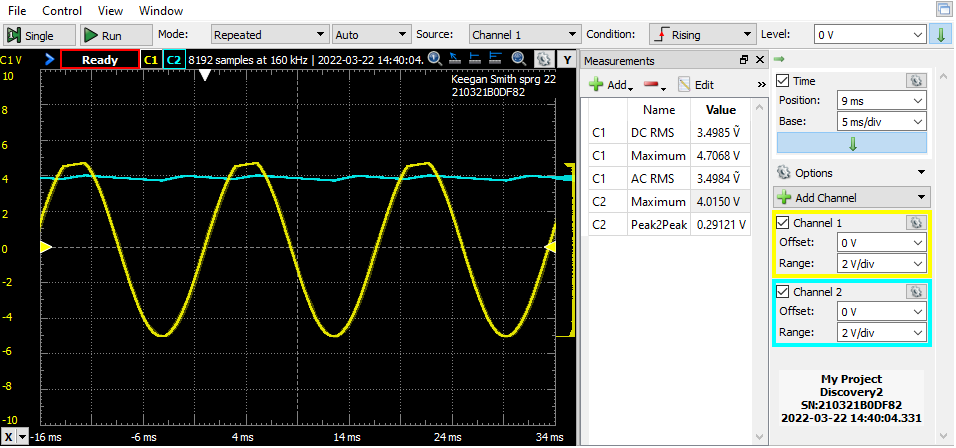 File Control View Window
Single Run Mode: Repeated Auto Source: Channel 1 Condition: Rising Level: 0 V
C1 V Ready C1 C2 8192 samples at 160 kHz | 2022-03-22 14:40:04. Y
Keegan Smith sprg 22
210321B0DF82
10
8
6
4
2
0
-2
-4
-6
-8
-10
X -16 ms -6 ms 4 ms 14 ms 24 ms 34 ms
Measurements
Add Edit »
Name Value
C1 DC RMS 3.4985 Ṽ
C1 Maximum 4.7068 V
C1 AC RMS 3.4984 Ṽ
C2 Maximum 4.0150 V
C2 Peak2Peak 0.29121 V
Time
Position: 9 ms
Base: 5 ms/div
Options
Add Channel
Channel 1
Offset: 0 V
Range: 2 V/div
Channel 2
Offset: 0 V
Range: 2 V/div
My Project
Discovery2
SN:210321B0DF82
2022-03-22 14:40:04.331